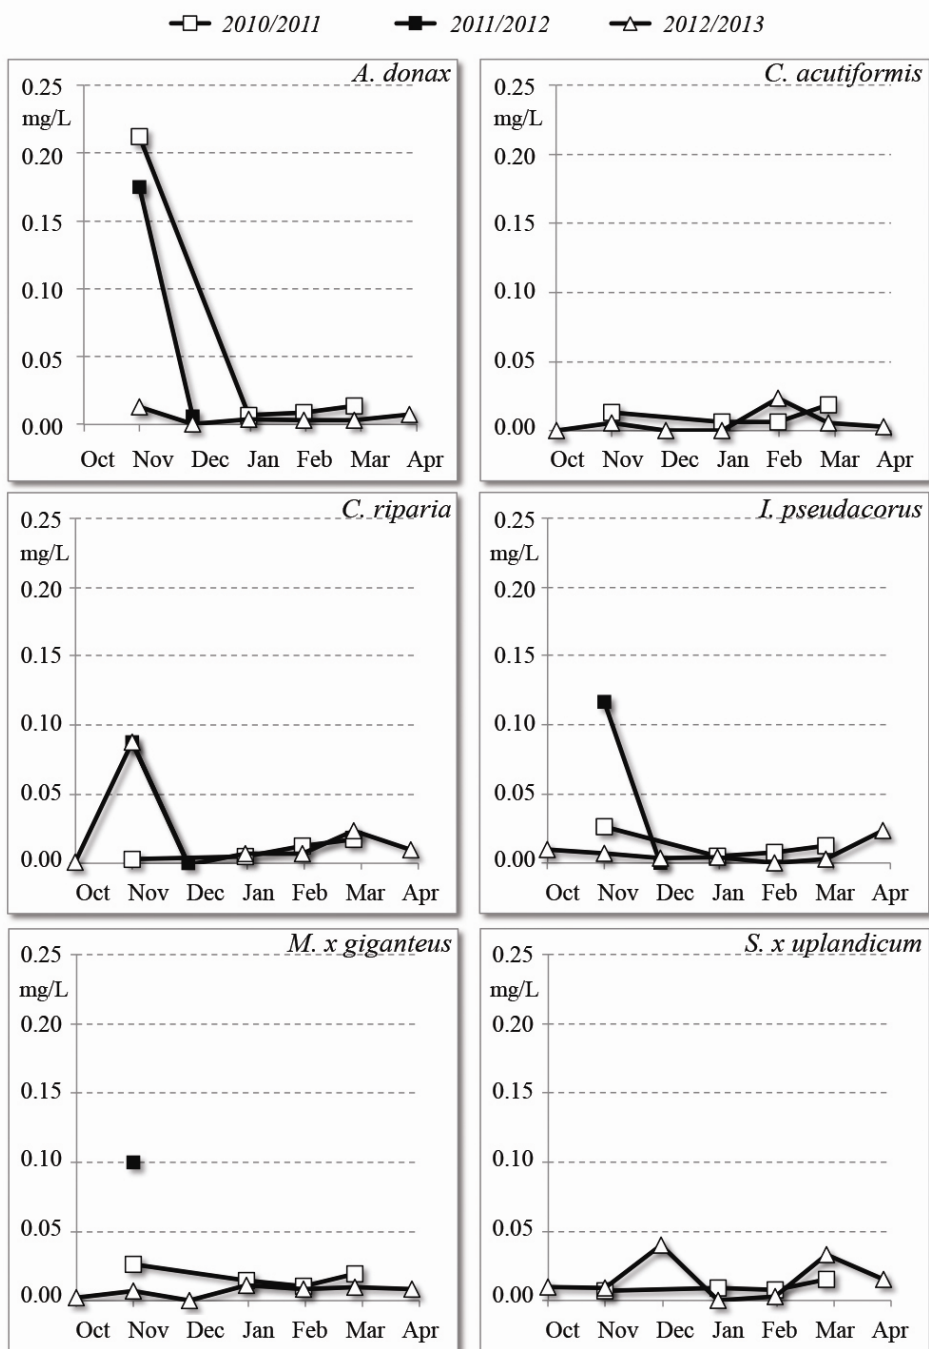 2010/2011 2011/2012 2012/2013
A. donax
0.25
mg/L
0.20
0.15
0.10
0.05
0.00
Oct Nov Dec Jan Feb Mar Apr
C. acutiformis
0.25
mg/L
0.20
0.15
0.10
0.05
0.00
Oct Nov Dec Jan Feb Mar Apr
C. riparia
0.25
mg/L
0.20
0.15
0.10
0.05
0.00
Oct Nov Dec Jan Feb Mar Apr
I. pseudacorus
0.25
mg/L
0.20
0.15
0.10
0.05
0.00
Oct Nov Dec Jan Feb Mar Apr
M. x giganteus
0.25
mg/L
0.20
0.15
0.10
0.05
0.00
Oct Nov Dec Jan Feb Mar Apr
S. x uplandicum
0.25
mg/L
0.20
0.15
0.10
0.05
0.00
Oct Nov Dec Jan Feb Mar Apr